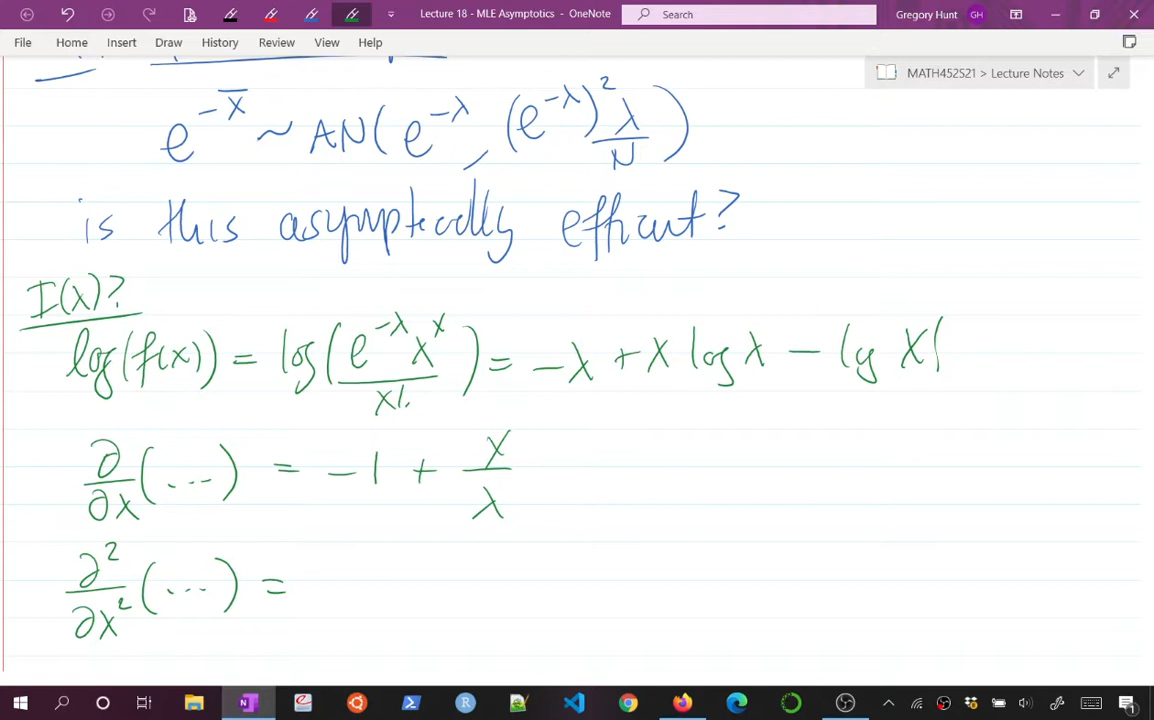 Lecture 18 - MLE Asymptotics - OneNote
Search
Gregory Hunt GH
File Home Insert Draw History Review View Help
MATH452S21 > Lecture Notes
e^{-X̅} ~ AN(e^{-λ}, (e^{-λ})^2 λ/N)
is this asymptotically efficient?
I(λ)?
log(f(x)) = log(e^{-λ} λ^x / x!) = -λ + x log λ - log x!
∂/∂λ (...) = -1 + x/λ
∂²/∂λ² (...) =